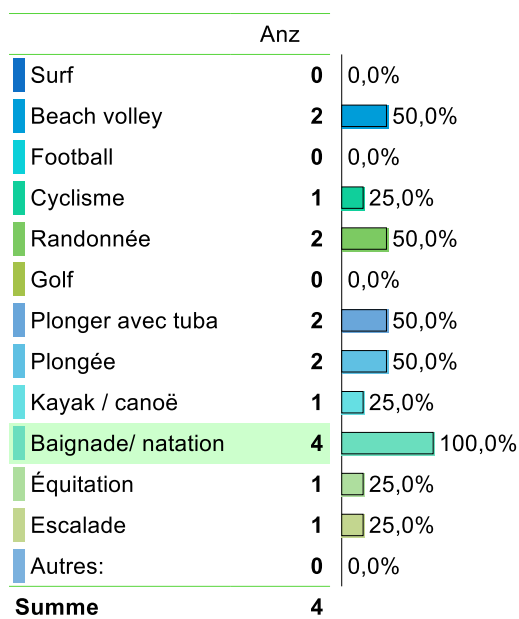 Anz
Surf 0 0,0%
Beach volley 2 50,0%
Football 0 0,0%
Cyclisme 1 25,0%
Randonnée 2 50,0%
Golf 0 0,0%
Plonger avec tuba 2 50,0%
Plongée 2 50,0%
Kayak / canoë 1 25,0%
Baignade/ natation 4 100,0%
Équitation 1 25,0%
Escalade 1 25,0%
Autres: 0 0,0%
Summe 4